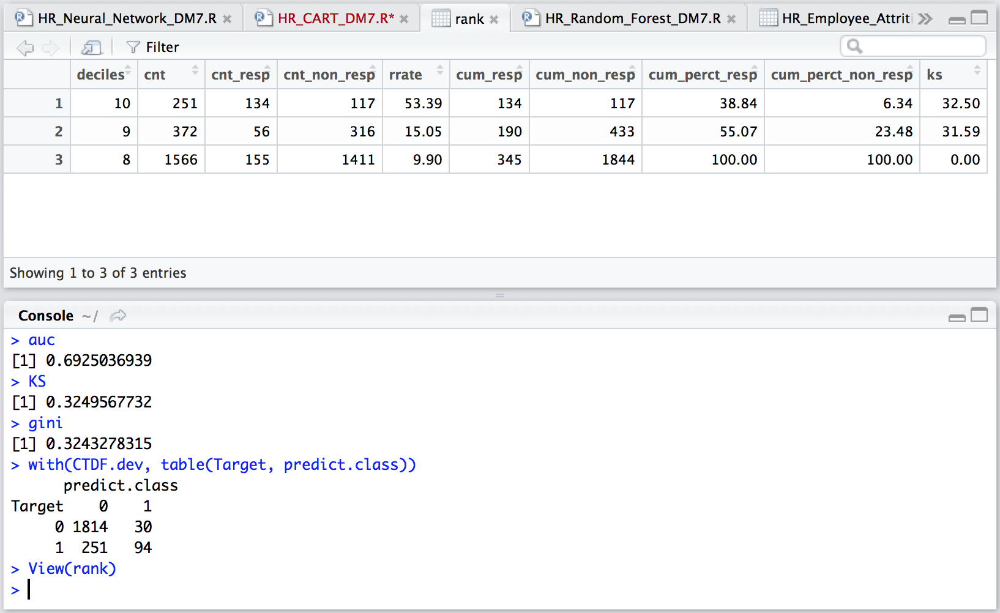 HR_Neural_Network_DM7.R HR_CART_DM7.R* rank HR_Random_Forest_DM7.R HR_Employee_Attriti
Filter
deciles cnt cnt_resp cnt_non_resp rrate cum_resp cum_non_resp cum_perct_resp cum_perct_non_resp ks
1 10 251 134 117 53.39 134 117 38.84 6.34 32.50
2 9 372 56 316 15.05 190 433 55.07 23.48 31.59
3 8 1566 155 1411 9.90 345 1844 100.00 100.00 0.00
Showing 1 to 3 of 3 entries
Console ~/
> auc
[1] 0.6925036939
> KS
[1] 0.3249567732
> gini
[1] 0.3243278315
> with(CTDF.dev, table(Target, predict.class))
predict.class
Target 0 1
0 1814 30
1 251 94
> View(rank)
>